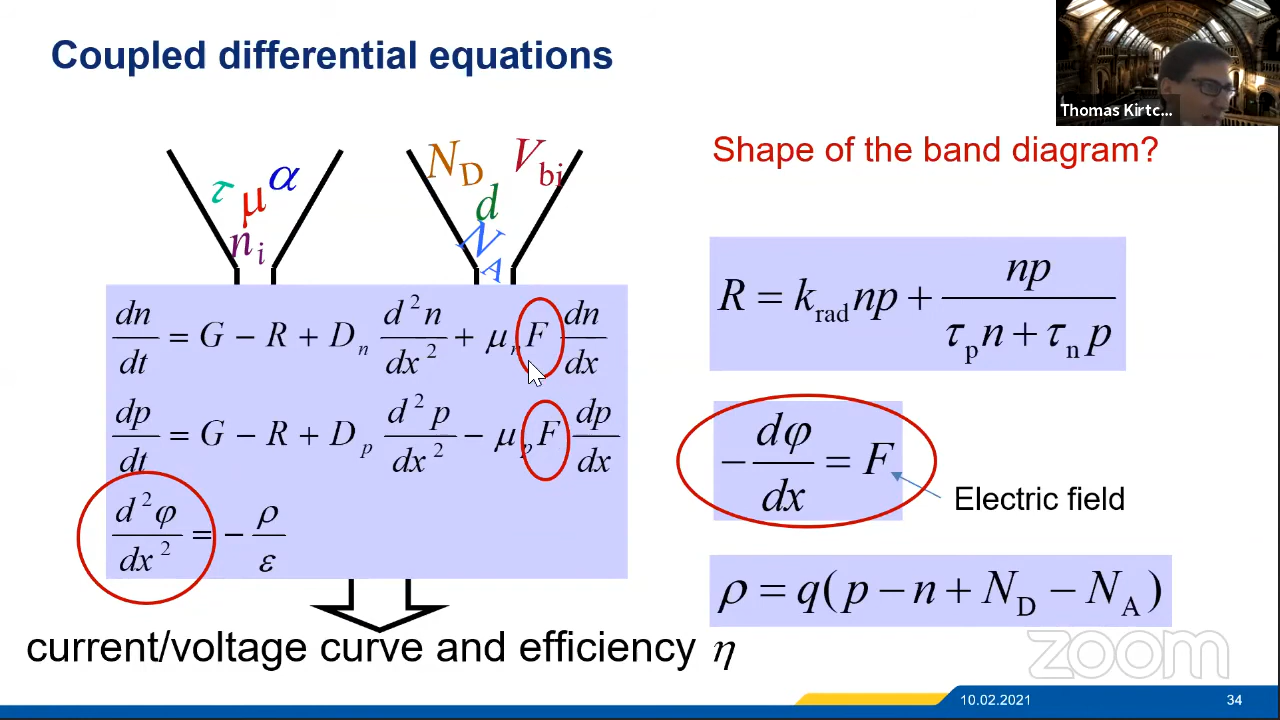 Coupled differential equations
Thomas Kirtc...
τ μ α n_i
N_D V_bi d N_A
Shape of the band diagram?
dn/dt = G − R + D_n d²n/dx² + μ_n F dn/dx
dp/dt = G − R + D_p d²p/dx² − μ_p F dp/dx
d²φ/dx² = − ρ/ε
R = k_rad np + np/(τ_p n + τ_n p)
− dφ/dx = F
Electric field
ρ = q(p − n + N_D − N_A)
current/voltage curve and efficiency η
zoom
10.02.2021
34